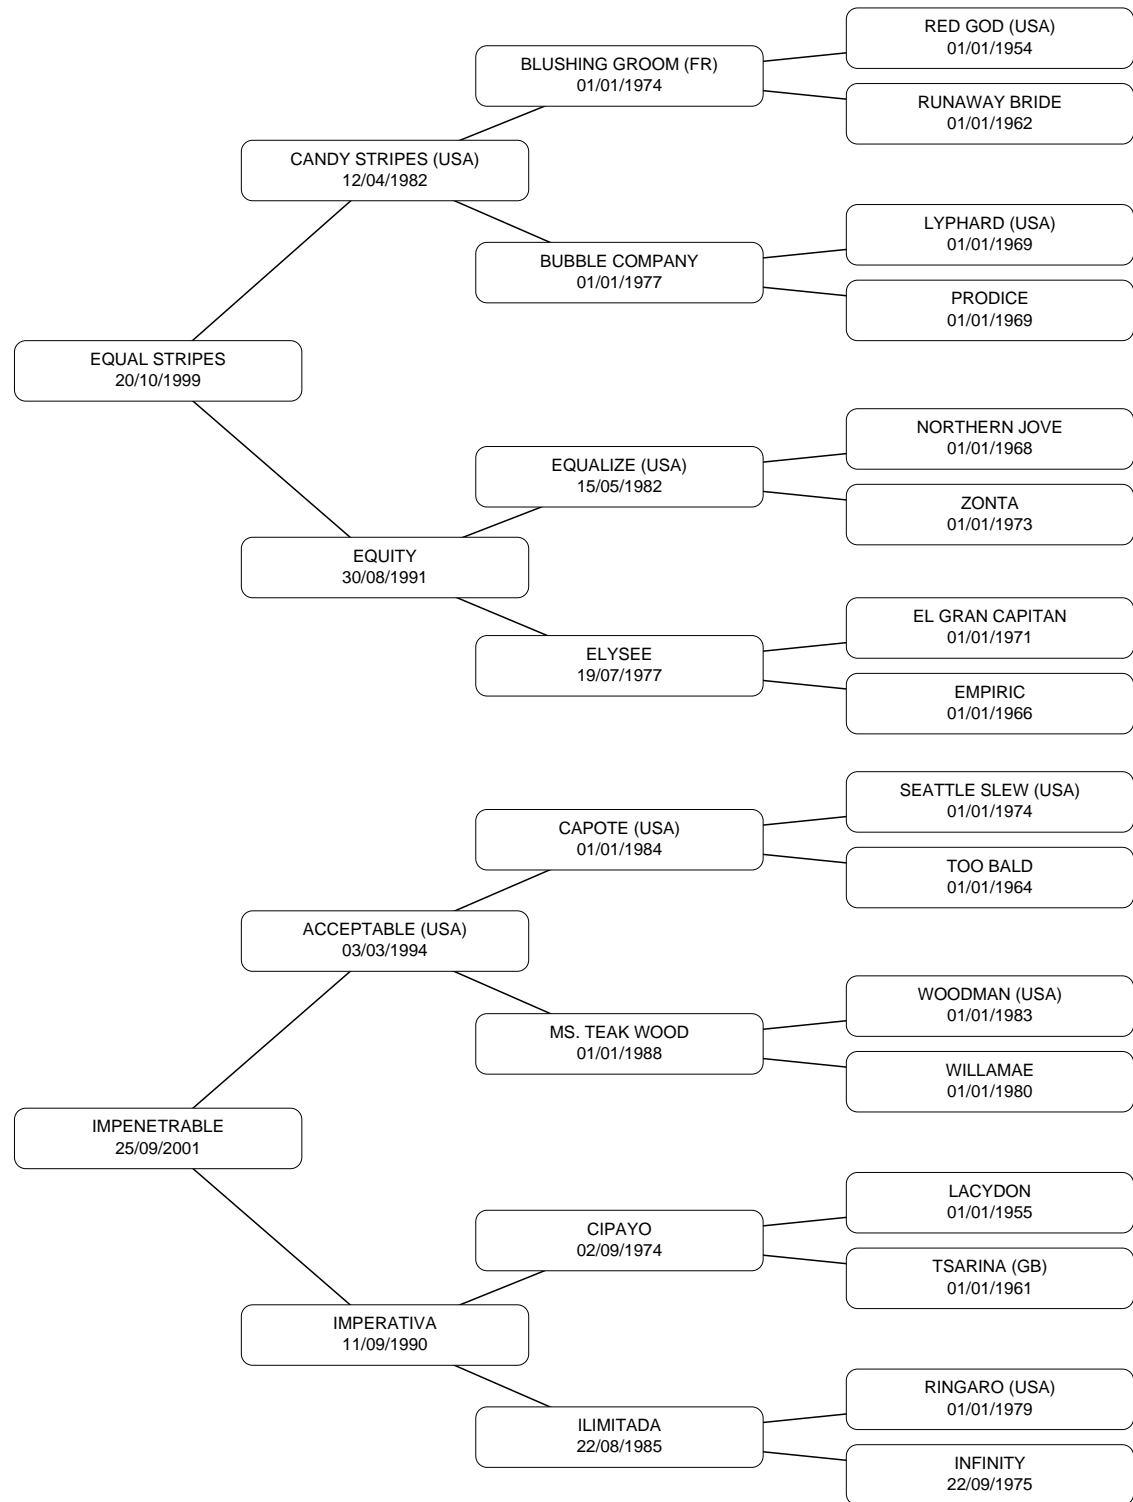 RED GOD (USA)
01/01/1954
BLUSHING GROOM (FR)
01/01/1974
RUNAWAY BRIDE
01/01/1962
CANDY STRIPES (USA)
12/04/1982
LYPHARD (USA)
01/01/1969
BUBBLE COMPANY
01/01/1977
PRODICE
01/01/1969
EQUAL STRIPES
20/10/1999
NORTHERN JOVE
01/01/1968
EQUALIZE (USA)
15/05/1982
ZONTA
01/01/1973
EQUITY
30/08/1991
EL GRAN CAPITAN
01/01/1971
ELYSEE
19/07/1977
EMPIRIC
01/01/1966
SEATTLE SLEW (USA)
01/01/1974
CAPOTE (USA)
01/01/1984
TOO BALD
01/01/1964
ACCEPTABLE (USA)
03/03/1994
WOODMAN (USA)
01/01/1983
MS. TEAK WOOD
01/01/1988
WILLAMAE
01/01/1980
IMPENETRABLE
25/09/2001
LACYDON
01/01/1955
CIPAYO
02/09/1974
TSARINA (GB)
01/01/1961
IMPERATIVA
11/09/1990
RINGARO (USA)
01/01/1979
ILIMITADA
22/08/1985
INFINITY
22/09/1975